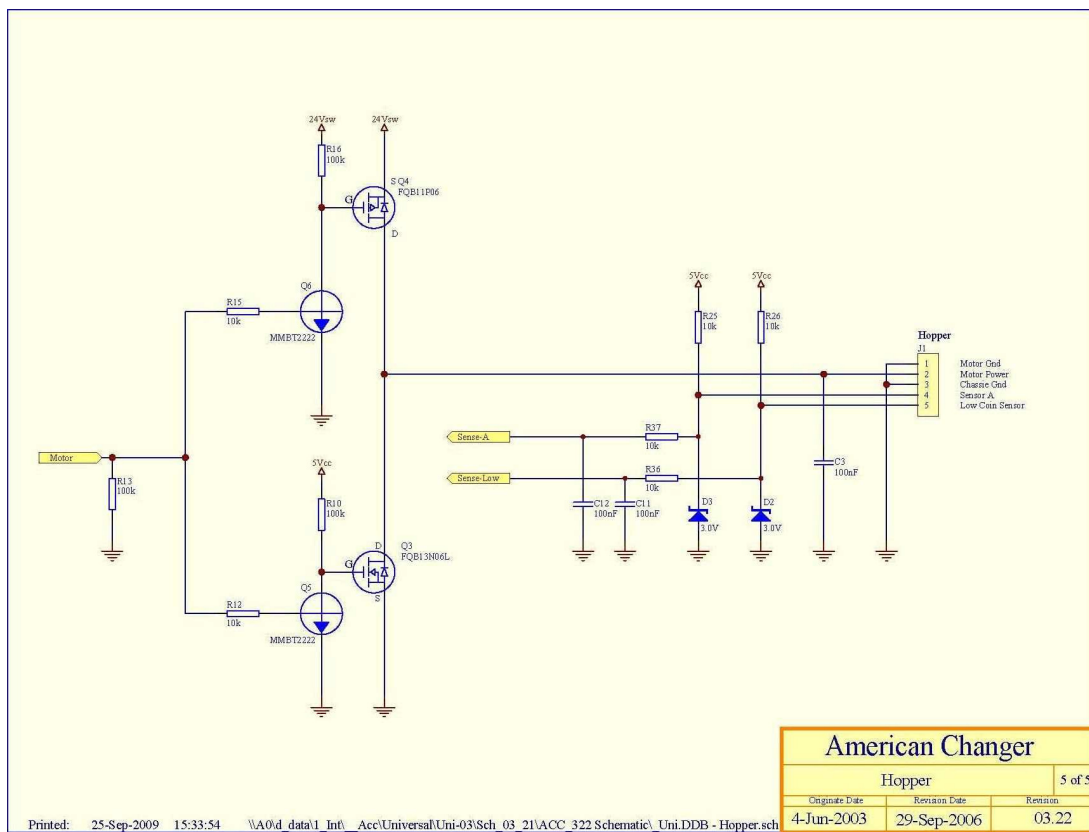 24Vsw 24Vsw
R16
100k
S Q4
FQB11P06
G
D
Q6
R15
10k
MMBT2222
5Vcc 5Vcc
R25
10k
R26
10k
Hopper
J1
1 Motor Gnd
2 Motor Power
3 Chassie Gnd
4 Sensor A
5 Low Coin Sensor
Sense-A
R37
10k
Motor
R13
100k
5Vcc
Sense-Low
R36
10k
C3
100nF
R10
100k
C12
100nF
C11
100nF
D3
3.0V
D2
3.0V
D
Q3
FQB13N06L
G
S
Q5
R12
10k
MMBT2222
American Changer
Hopper 5 of 5
Originate Date Revision Date Revision
4-Jun-2003 29-Sep-2006 03.22
Printed: 25-Sep-2009 15:33:54 \\A0\d_data\1_Int\__Acc\Universal\Uni-03\Sch_03_21\ACC_322 Schematic\_Uni.DDB - Hopper.sch